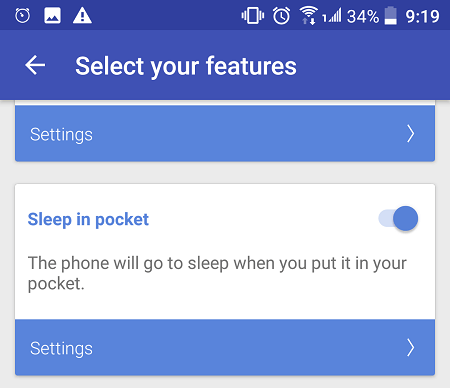 34% 9:19
Select your features
Settings
Sleep in pocket
The phone will go to sleep when you put it in your
pocket.
Settings